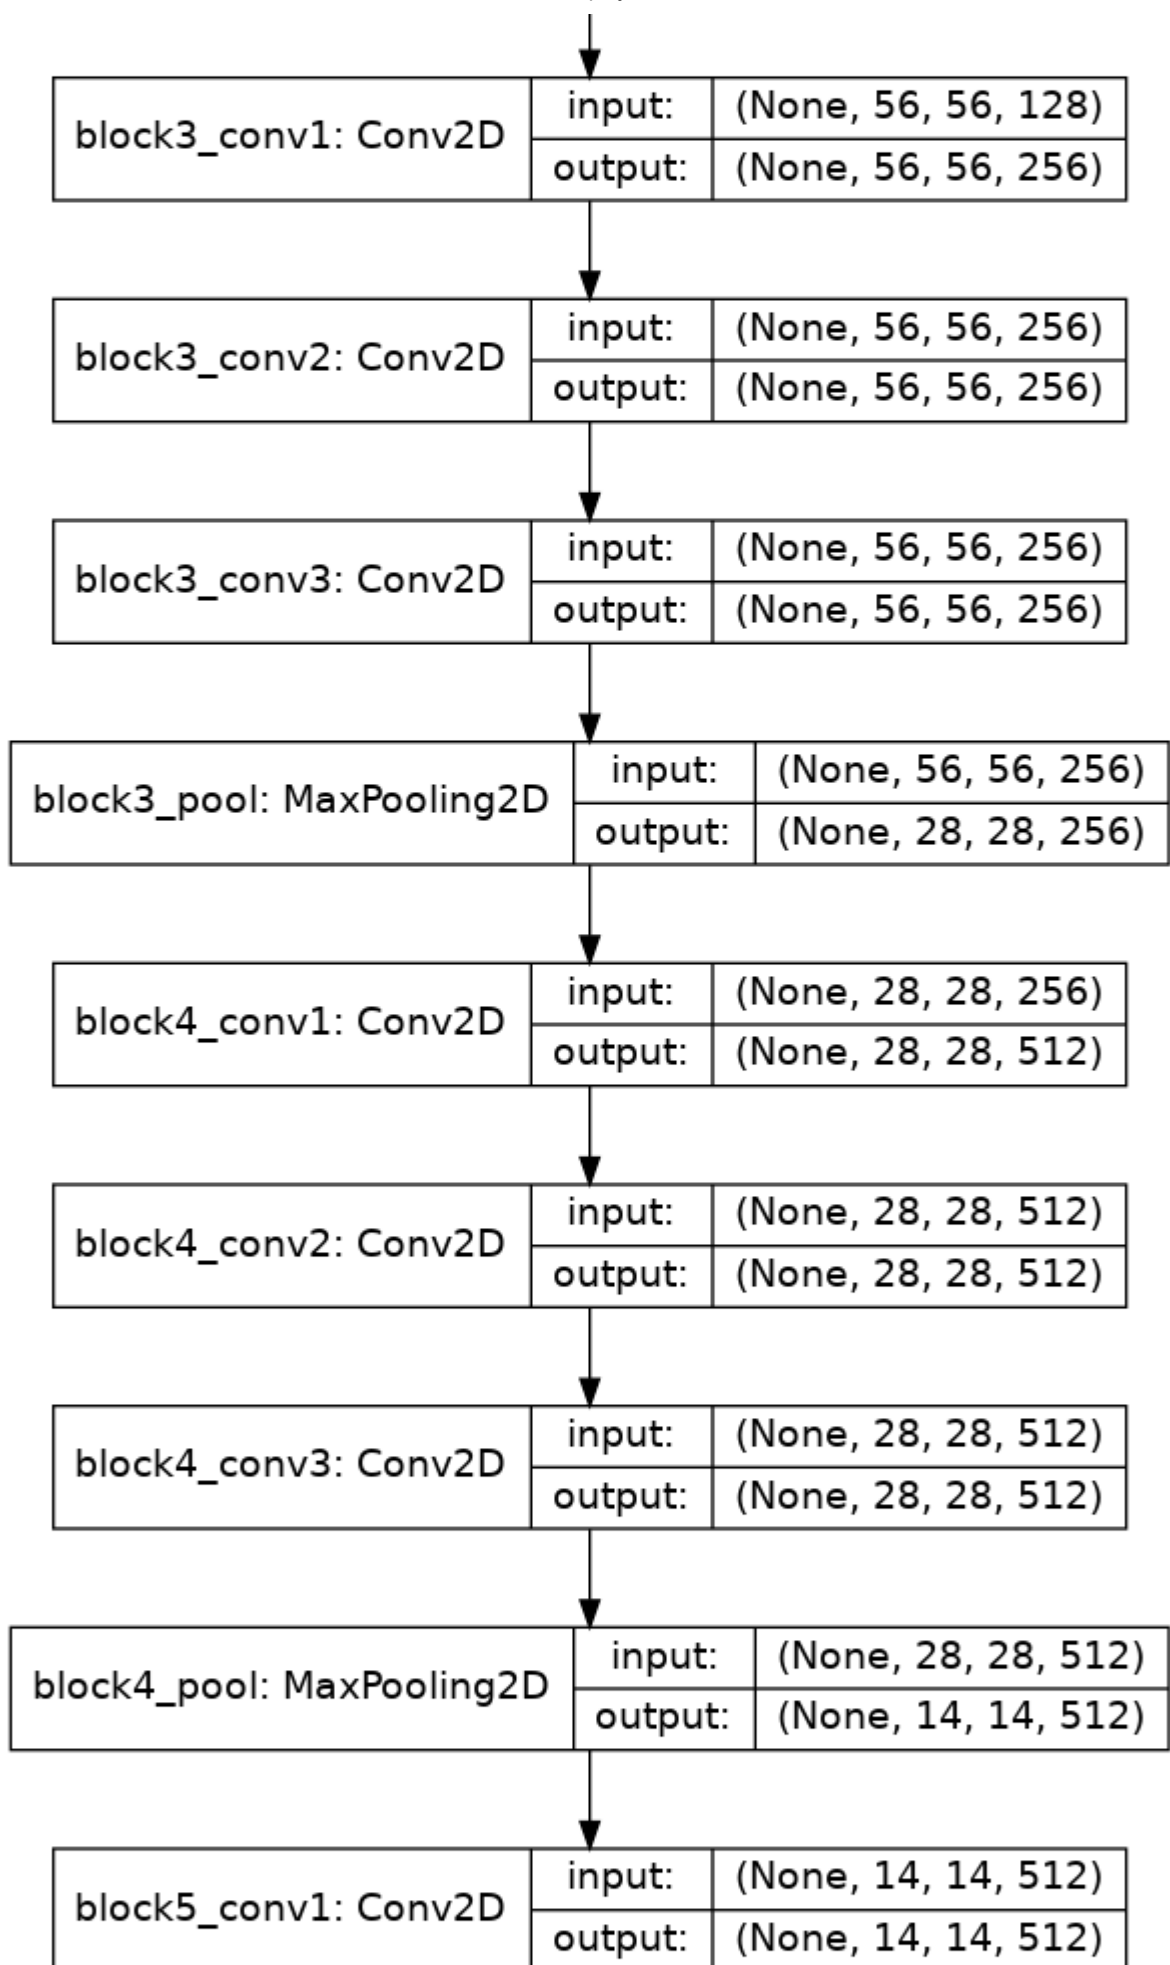 block3_conv1: Conv2D
input: (None, 56, 56, 128)
output: (None, 56, 56, 256)
block3_conv2: Conv2D
input: (None, 56, 56, 256)
output: (None, 56, 56, 256)
block3_conv3: Conv2D
input: (None, 56, 56, 256)
output: (None, 56, 56, 256)
block3_pool: MaxPooling2D
input: (None, 56, 56, 256)
output: (None, 28, 28, 256)
block4_conv1: Conv2D
input: (None, 28, 28, 256)
output: (None, 28, 28, 512)
block4_conv2: Conv2D
input: (None, 28, 28, 512)
output: (None, 28, 28, 512)
block4_conv3: Conv2D
input: (None, 28, 28, 512)
output: (None, 28, 28, 512)
block4_pool: MaxPooling2D
input: (None, 28, 28, 512)
output: (None, 14, 14, 512)
block5_conv1: Conv2D
input: (None, 14, 14, 512)
output: (None, 14, 14, 512)